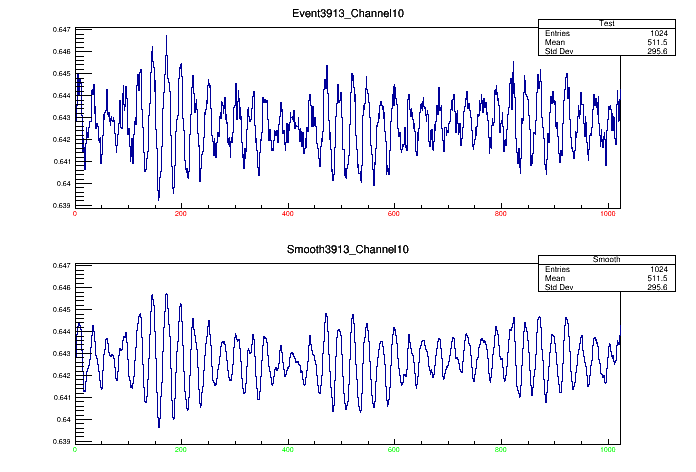 Event3913_Channel10
Test
Entries 1024
Mean 511.5
Std Dev 295.6
0.647
0.646
0.645
0.644
0.643
0.642
0.641
0.64
0.639
0 200 400 600 800 1000
Smooth3913_Channel10
Smooth
Entries 1024
Mean 511.5
Std Dev 295.6
0.647
0.646
0.645
0.644
0.643
0.642
0.641
0.64
0.639
0 200 400 600 800 1000